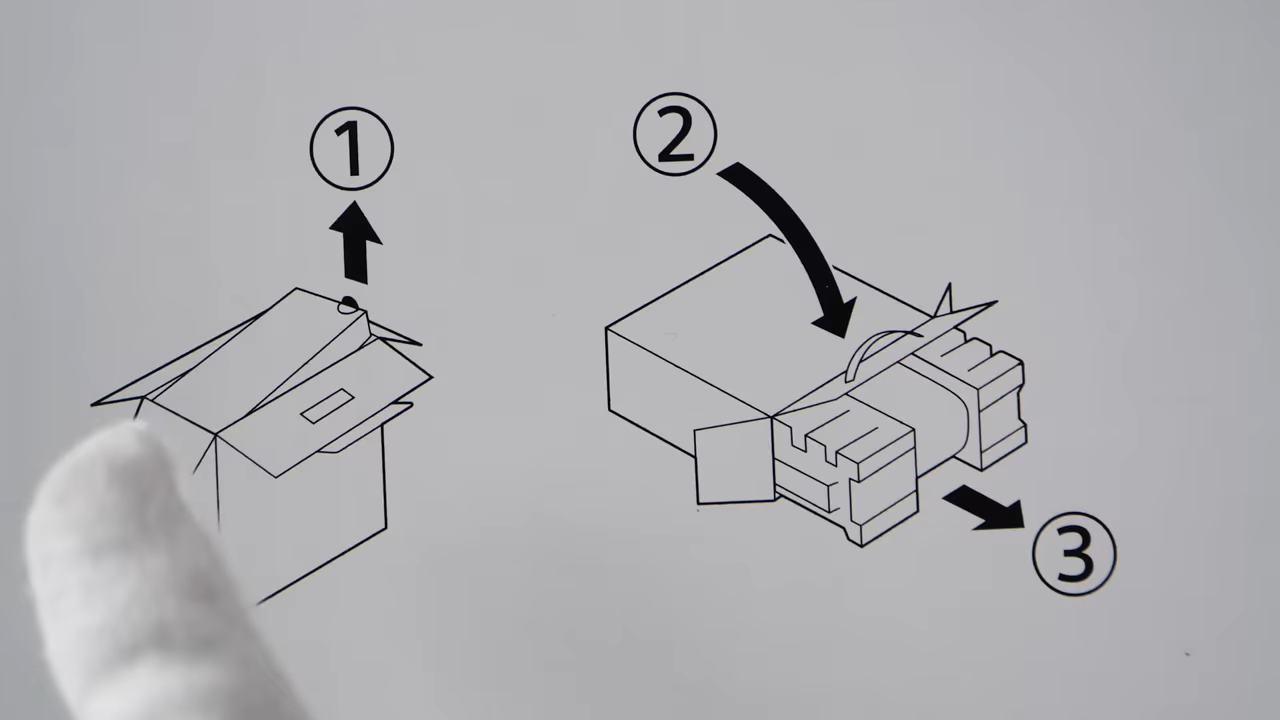 ①
②
③